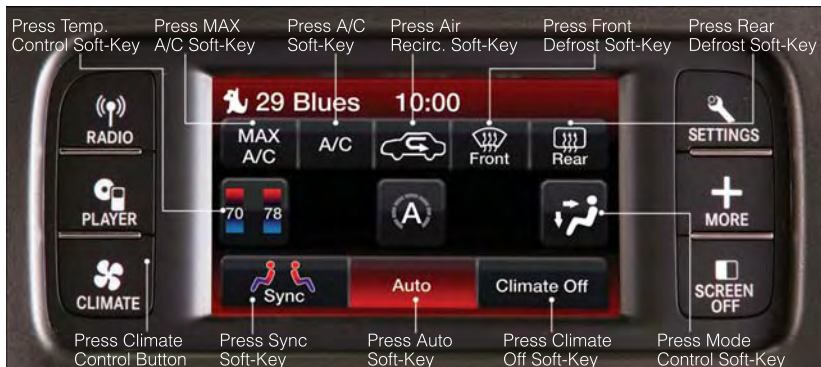 Press Temp.
Control Soft-Key
Press MAX
A/C Soft-Key
Press A/C
Soft-Key
Press Air
Recirc. Soft-Key
Press Front
Defrost Soft-Key
Press Rear
Defrost Soft-Key
RADIO
PLAYER
CLIMATE
29 Blues 10:00
MAX
A/C
A/C
Front
Rear
70 78
A
Sync
Auto
Climate Off
SETTINGS
MORE
SCREEN
OFF
Press Climate
Control Button
Press Sync
Soft-Key
Press Auto
Soft-Key
Press Climate
Off Soft-Key
Press Mode
Control Soft-Key